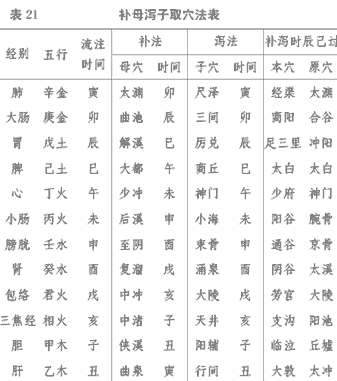 表 21 补母泻子取穴法表
经别 五行 流注时间 补法 泻法 补泻时辰已过
母穴 时间 子穴 时间 本穴 原穴
肺 辛金 寅 太渊 卯 尺泽 寅 经渠 太渊
大肠 庚金 卯 曲池 辰 三间 卯 商阳 合谷
胃 戊土 辰 解溪 巳 厉兑 辰 足三里 冲阳
脾 己土 巳 大都 午 商丘 巳 太白 太白
心 丁火 午 少冲 未 神门 午 少府 神门
小肠 丙火 未 后溪 申 小海 未 阳谷 腕骨
膀胱 壬水 申 至阴 酉 束骨 申 通谷 京骨
肾 癸水 酉 复溜 戌 涌泉 酉 阴谷 太溪
包络 君火 戌 中冲 亥 大陵 戌 劳宫 大陵
三焦经 相火 亥 中渚 子 天井 亥 支沟 阳池
胆 甲木 子 侠溪 丑 阳辅 子 临泣 丘墟
肝 乙木 丑 曲泉 寅 行间 丑 大敦 太冲